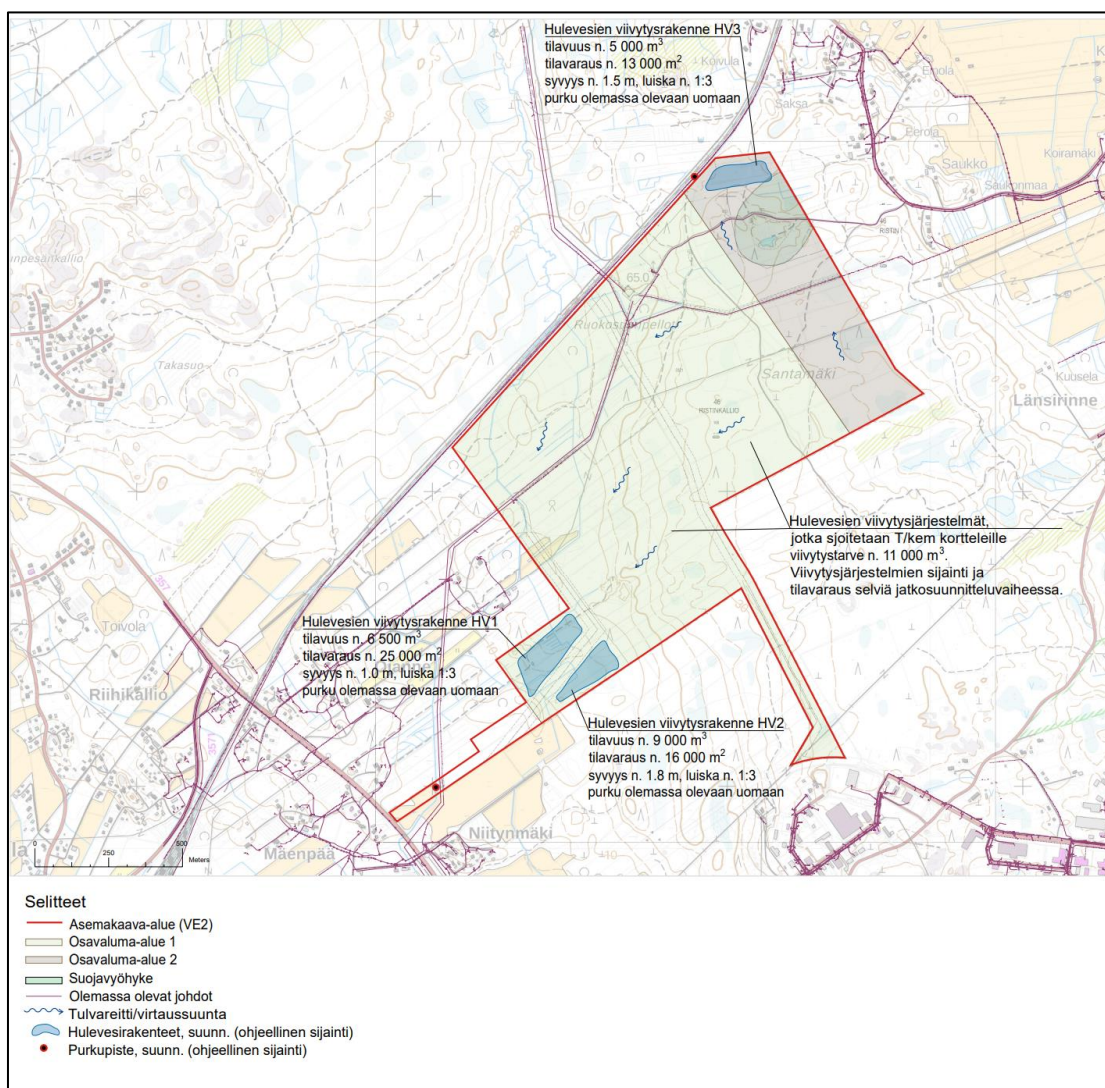 Hulevesien viivytysrakenne HV3
tilavuus n. 5 000 m³
tilavaraus n. 13 000 m²
syvyys n. 1.5 m, luiska n. 1:3
purku olemassa olevaan uomaan
Koivula
Saksa
Erola
Perola
Saukko
Koiramäki
Saukonmaa
RISTIN
65.0
Takasuo
Santamäki
RISTINKALLIO
Kuusela
Länsirinne
Hulevesien viivytysjärjestelmät,
jotka sjoitetaan T/kem kortteleille
viivytystarve n. 11 000 m³.
Viivytysjärjestelmien sijainti ja
tilavaraus selviä jatkosuunnitteluvaiheessa.
357
Toivola
Riihikallio
3571
Hulevesien viivytysrakenne HV1
tilavuus n. 6 500 m³
tilavaraus n. 25 000 m²
syvyys n. 1.0 m, luiska 1:3
purku olemassa olevaan uomaan
Hulevesien viivytysrakenne HV2
tilavuus n. 9 000 m³
tilavaraus n. 16 000 m²
syvyys n. 1.8 m, luiska n. 1:3
purku olemassa olevaan uomaan
Niitynmäki
Mäenpää
0 250 500
Meters
Selitteet
Asemakaava-alue (VE2)
Osavaluma-alue 1
Osavaluma-alue 2
Suojavyöhyke
Olemassa olevat johdot
Tulvareitti/virtaussuunta
Hulevesirakenteet, suunn. (ohjeellinen sijainti)
Purkupiste, suunn. (ohjeellinen sijainti)